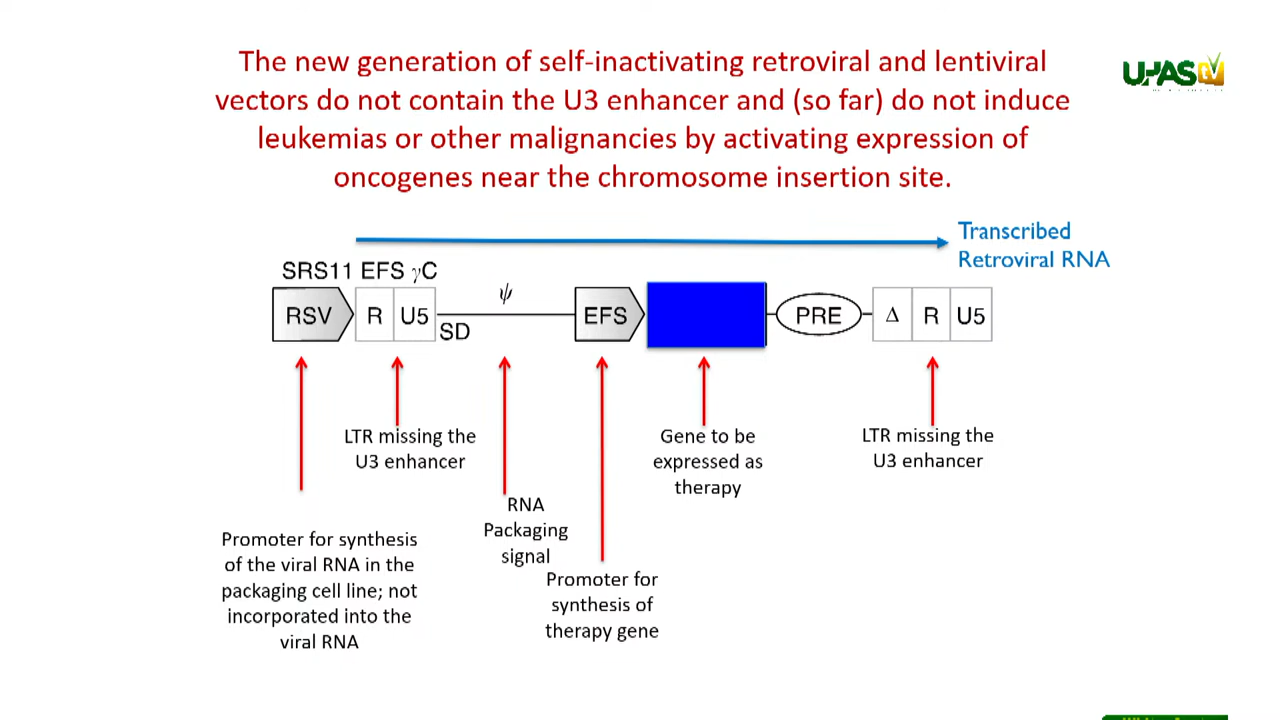 The new generation of self-inactivating retroviral and lentiviral
vectors do not contain the U3 enhancer and (so far) do not induce
leukemias or other malignancies by activating expression of
oncogenes near the chromosome insertion site.
UPAS TV
Transcribed
Retroviral RNA
SRS11 EFS γC
RSV R U5 SD ψ EFS PRE Δ R U5
LTR missing the
U3 enhancer
Gene to be
expressed as
therapy
LTR missing the
U3 enhancer
RNA
Packaging
signal
Promoter for synthesis
of the viral RNA in the
packaging cell line; not
incorporated into the
viral RNA
Promoter for
synthesis of
therapy gene